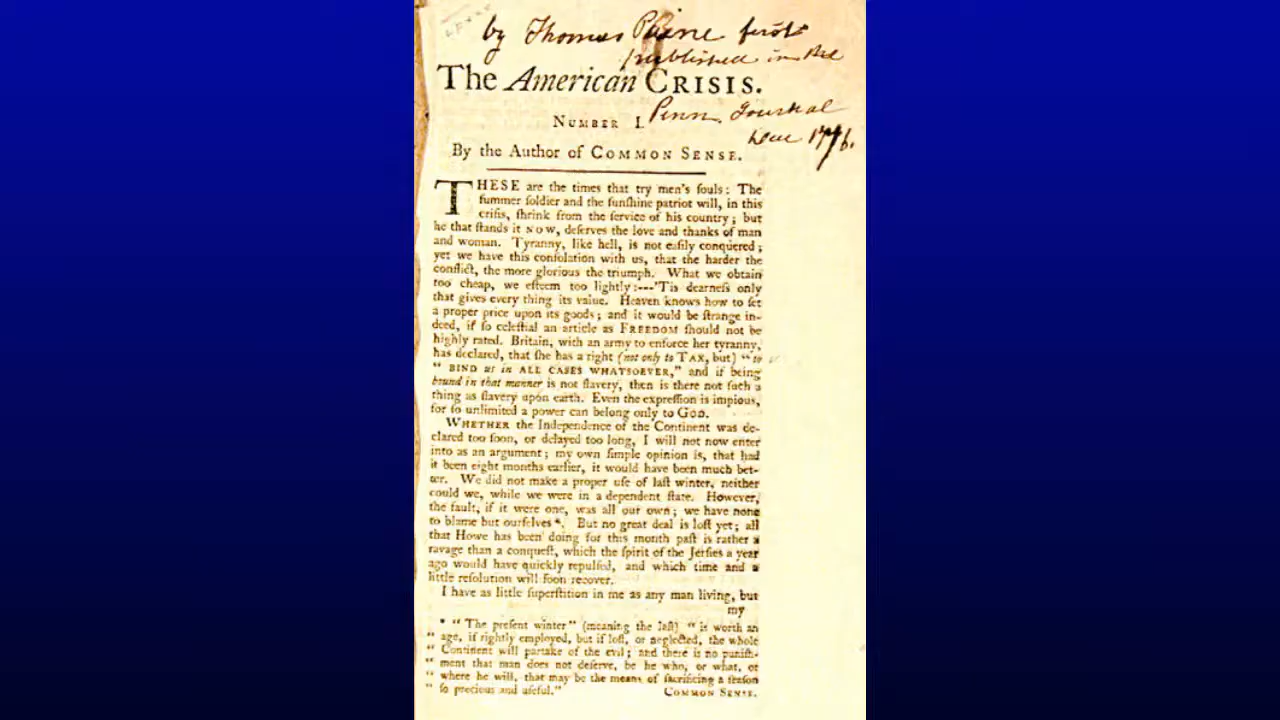 by Thomas Paine first
published in the
The American CRISIS.
Penn. Journal
NUMBER I.
Dec 1776.
By the Author of COMMON SENSE.
THESE are the times that try men's souls: The
ſummer ſoldier and the ſunſhine patriot will, in this
criſis, ſhrink from the ſervice of his country; but
he that ſtands it NOW, deſerves the love and thanks of man
and woman. Tyranny, like hell, is not eaſily conquered;
yet we have this conſolation with us, that the harder the
conflict, the more glorious the triumph. What we obtain
too cheap, we eſteem too lightly:---'Tis dearneſs only
that gives every thing its value. Heaven knows how to ſet
a proper price upon its goods; and it would be ſtrange in-
deed, if ſo celeſtial an article as FREEDOM ſhould not be
highly rated. Britain, with an army to enforce her tyranny,
has declared, that ſhe has a right (not only to TAX, but) "to
" BIND us in ALL CASES WHATSOEVER," and if being
bound in that manner is not ſlavery, then is there not ſuch a
thing as ſlavery upon earth. Even the expreſſion is impious,
for ſo unlimited a power can belong only to GOD.
WHETHER the Independence of the Continent was de-
clared too ſoon, or delayed too long, I will not now enter
into as an argument; my own ſimple opinion is, that had
it been eight months earlier, it would have been much bet-
ter. We did not make a proper uſe of laſt winter, neither
could we, while we were in a dependent ſtate. However,
the fault, if it were one, was all our own; we have none
to blame but ourſelves *. But no great deal is loſt yet; all
that Howe has been doing for this month paſt is rather a
ravage than a conqueſt, which the ſpirit of the Jerſies a year
ago would have quickly repulſed, and which time and a
little reſolution will ſoon recover.
I have as little ſuperſtition in me as any man living, but
my
* " The preſent winter" (meaning the laſt) " is worth an
" age, if rightly employed, but if loſt, or neglected, the whole
" Continent will partake of the evil; and there is no puniſh-
" ment that man does not deſerve, be he who, or what, or
" where he will, that may be the means of ſacrificing a ſeaſon
" ſo precious and uſeful."
COMMON SENSE.